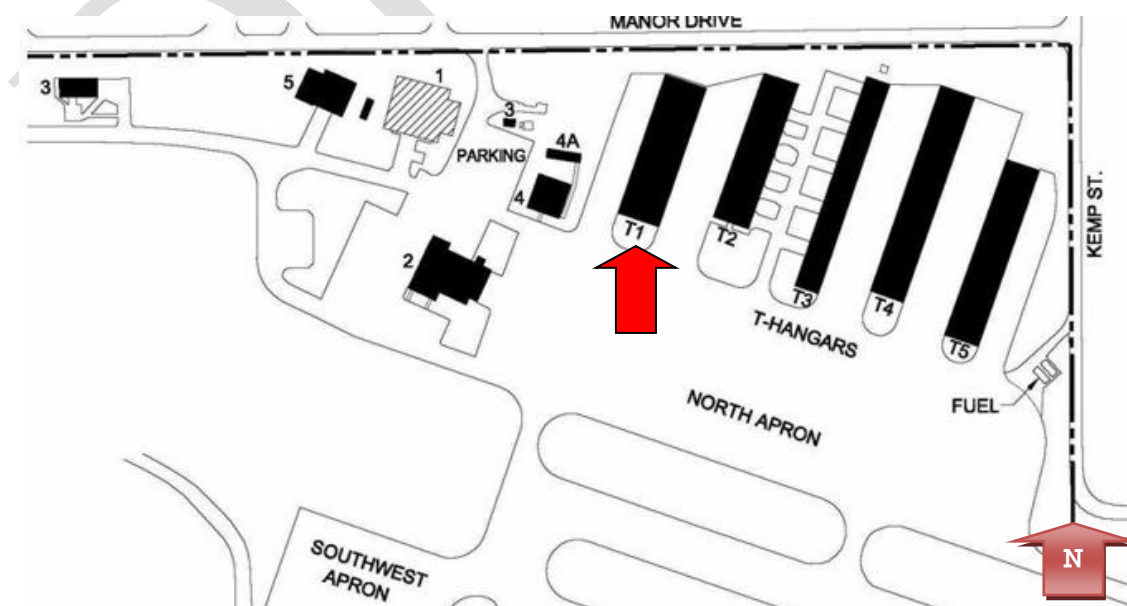 MANOR DRIVE
3
5
1
3
PARKING
4A
4
2
T1
T2
T3
T4
T5
T-HANGARS
KEMP ST.
FUEL
NORTH APRON
SOUTHWEST
APRON
N